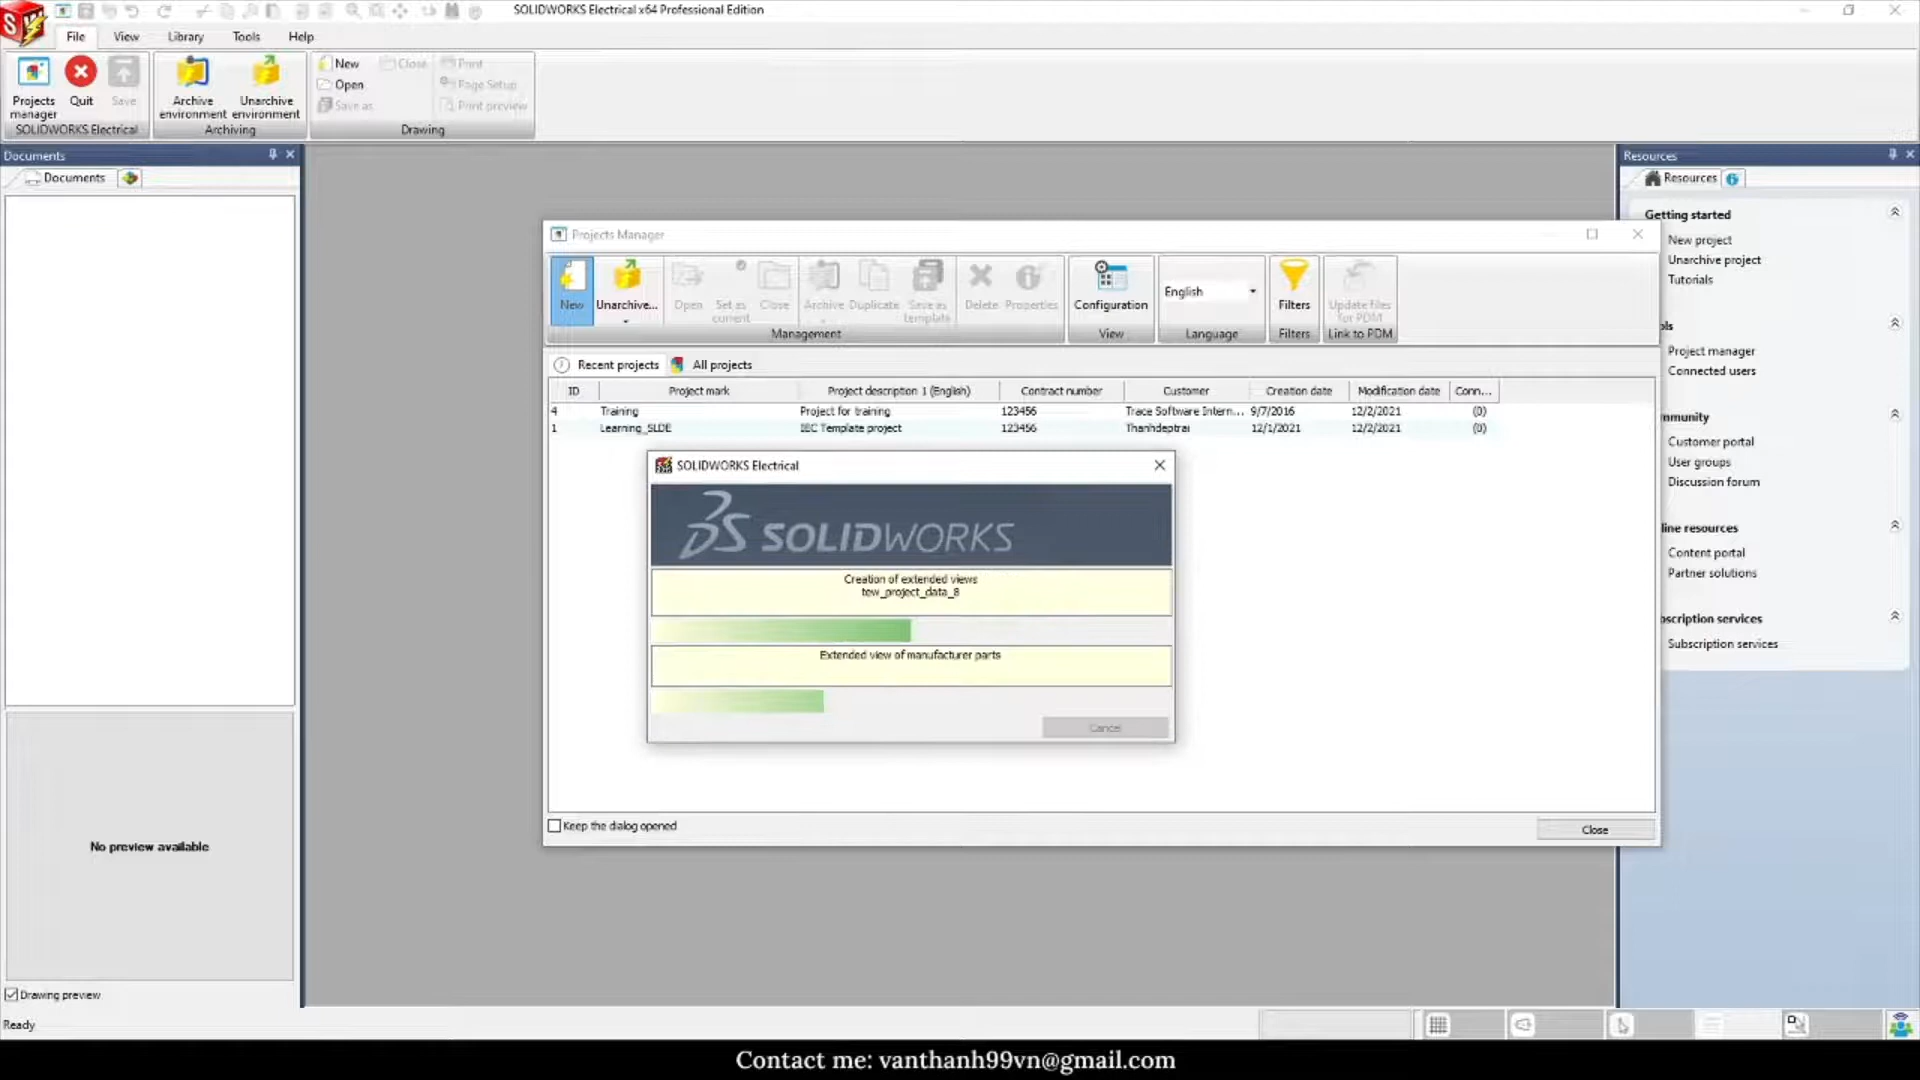 SOLIDWORKS Electrical x64 Professional Edition
File View Library Tools Help
Projects manager
Quit
Save
SOLIDWORKS Electrical
Archive environment
Unarchive environment
Archiving
New
Close
Print
Open
Page Setup
Save as
Print preview
Drawing
Documents
Documents
No preview available
Drawing preview
Ready
Projects Manager
New
Unarchive...
Open
Set as current
Close
Archive
Duplicate
Save as template
Delete
Properties
Management
Configuration
View
English
Language
Filters
Filters
Update files for PDM
Link to PDM
Recent projects
All projects
ID Project mark Project description 1 (English) Contract number Customer Creation date Modification date Conn...
4 Training Project for training 123456 Trace Software Intern... 9/7/2016 12/2/2021 (0)
1 Learning_SLDE IEC Template project 123456 Thanhdeptrai 12/1/2021 12/2/2021 (0)
SOLIDWORKS Electrical
SOLIDWORKS
Creation of extended views
tew_project_data_8
Extended view of manufacturer parts
Cancel
Keep the dialog opened
Close
Resources
Resources
Getting started
New project
Unarchive project
Tutorials
ols
Project manager
Connected users
mmunity
Customer portal
User groups
Discussion forum
line resources
Content portal
Partner solutions
bscription services
Subscription services
Contact me: vanthanh99vn@gmail.com